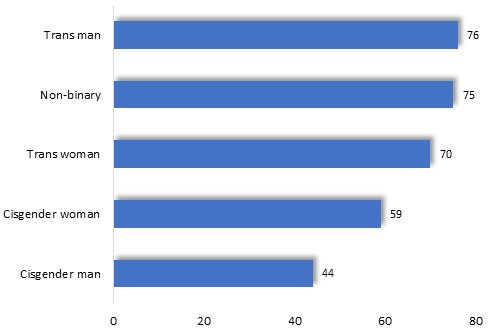 Trans man 76
Non-binary 75
Trans woman 70
Cisgender woman 59
Cisgender man 44
0 20 40 60 80